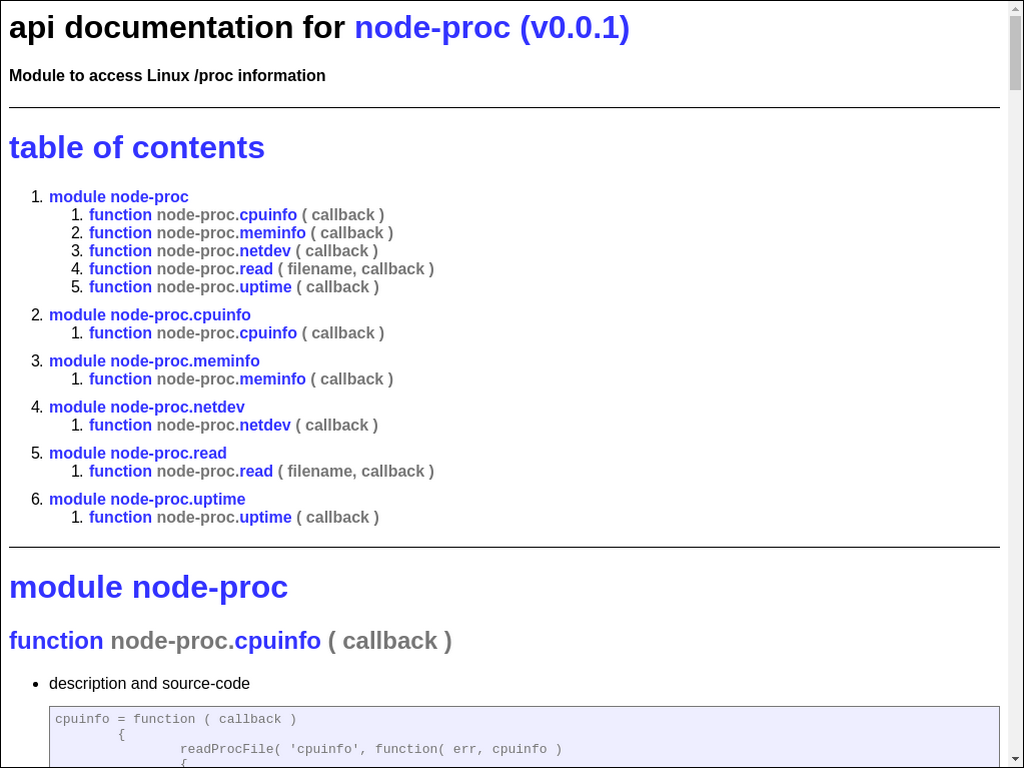 api documentation for node-proc (v0.0.1)
Module to access Linux /proc information
table of contents
1. module node-proc
1. function node-proc.cpuinfo ( callback )
2. function node-proc.meminfo ( callback )
3. function node-proc.netdev ( callback )
4. function node-proc.read ( filename, callback )
5. function node-proc.uptime ( callback )
2. module node-proc.cpuinfo
1. function node-proc.cpuinfo ( callback )
3. module node-proc.meminfo
1. function node-proc.meminfo ( callback )
4. module node-proc.netdev
1. function node-proc.netdev ( callback )
5. module node-proc.read
1. function node-proc.read ( filename, callback )
6. module node-proc.uptime
1. function node-proc.uptime ( callback )
module node-proc
function node-proc.cpuinfo ( callback )
• description and source-code
cpuinfo = function ( callback )
{
readProcFile( 'cpuinfo', function( err, cpuinfo )
{